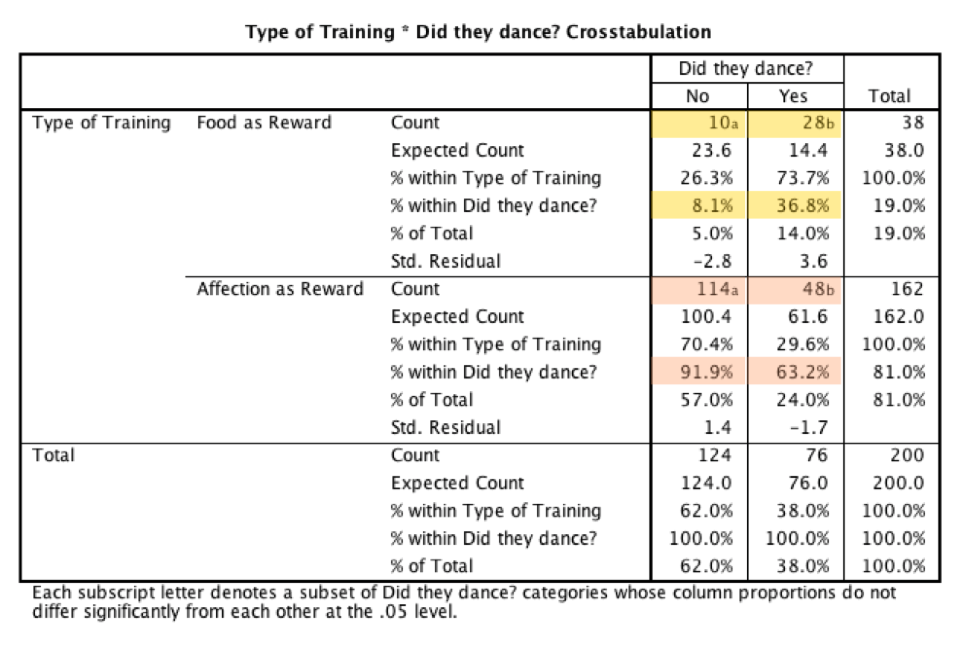 Type of Training * Did they dance? Crosstabulation
Did they dance?
No Yes Total
Type of Training Food as Reward Count 10a 28b 38
Expected Count 23.6 14.4 38.0
% within Type of Training 26.3% 73.7% 100.0%
% within Did they dance? 8.1% 36.8% 19.0%
% of Total 5.0% 14.0% 19.0%
Std. Residual -2.8 3.6
Affection as Reward Count 114a 48b 162
Expected Count 100.4 61.6 162.0
% within Type of Training 70.4% 29.6% 100.0%
% within Did they dance? 91.9% 63.2% 81.0%
% of Total 57.0% 24.0% 81.0%
Std. Residual 1.4 -1.7
Total Count 124 76 200
Expected Count 124.0 76.0 200.0
% within Type of Training 62.0% 38.0% 100.0%
% within Did they dance? 100.0% 100.0% 100.0%
% of Total 62.0% 38.0% 100.0%
Each subscript letter denotes a subset of Did they dance? categories whose column proportions do not
differ significantly from each other at the .05 level.